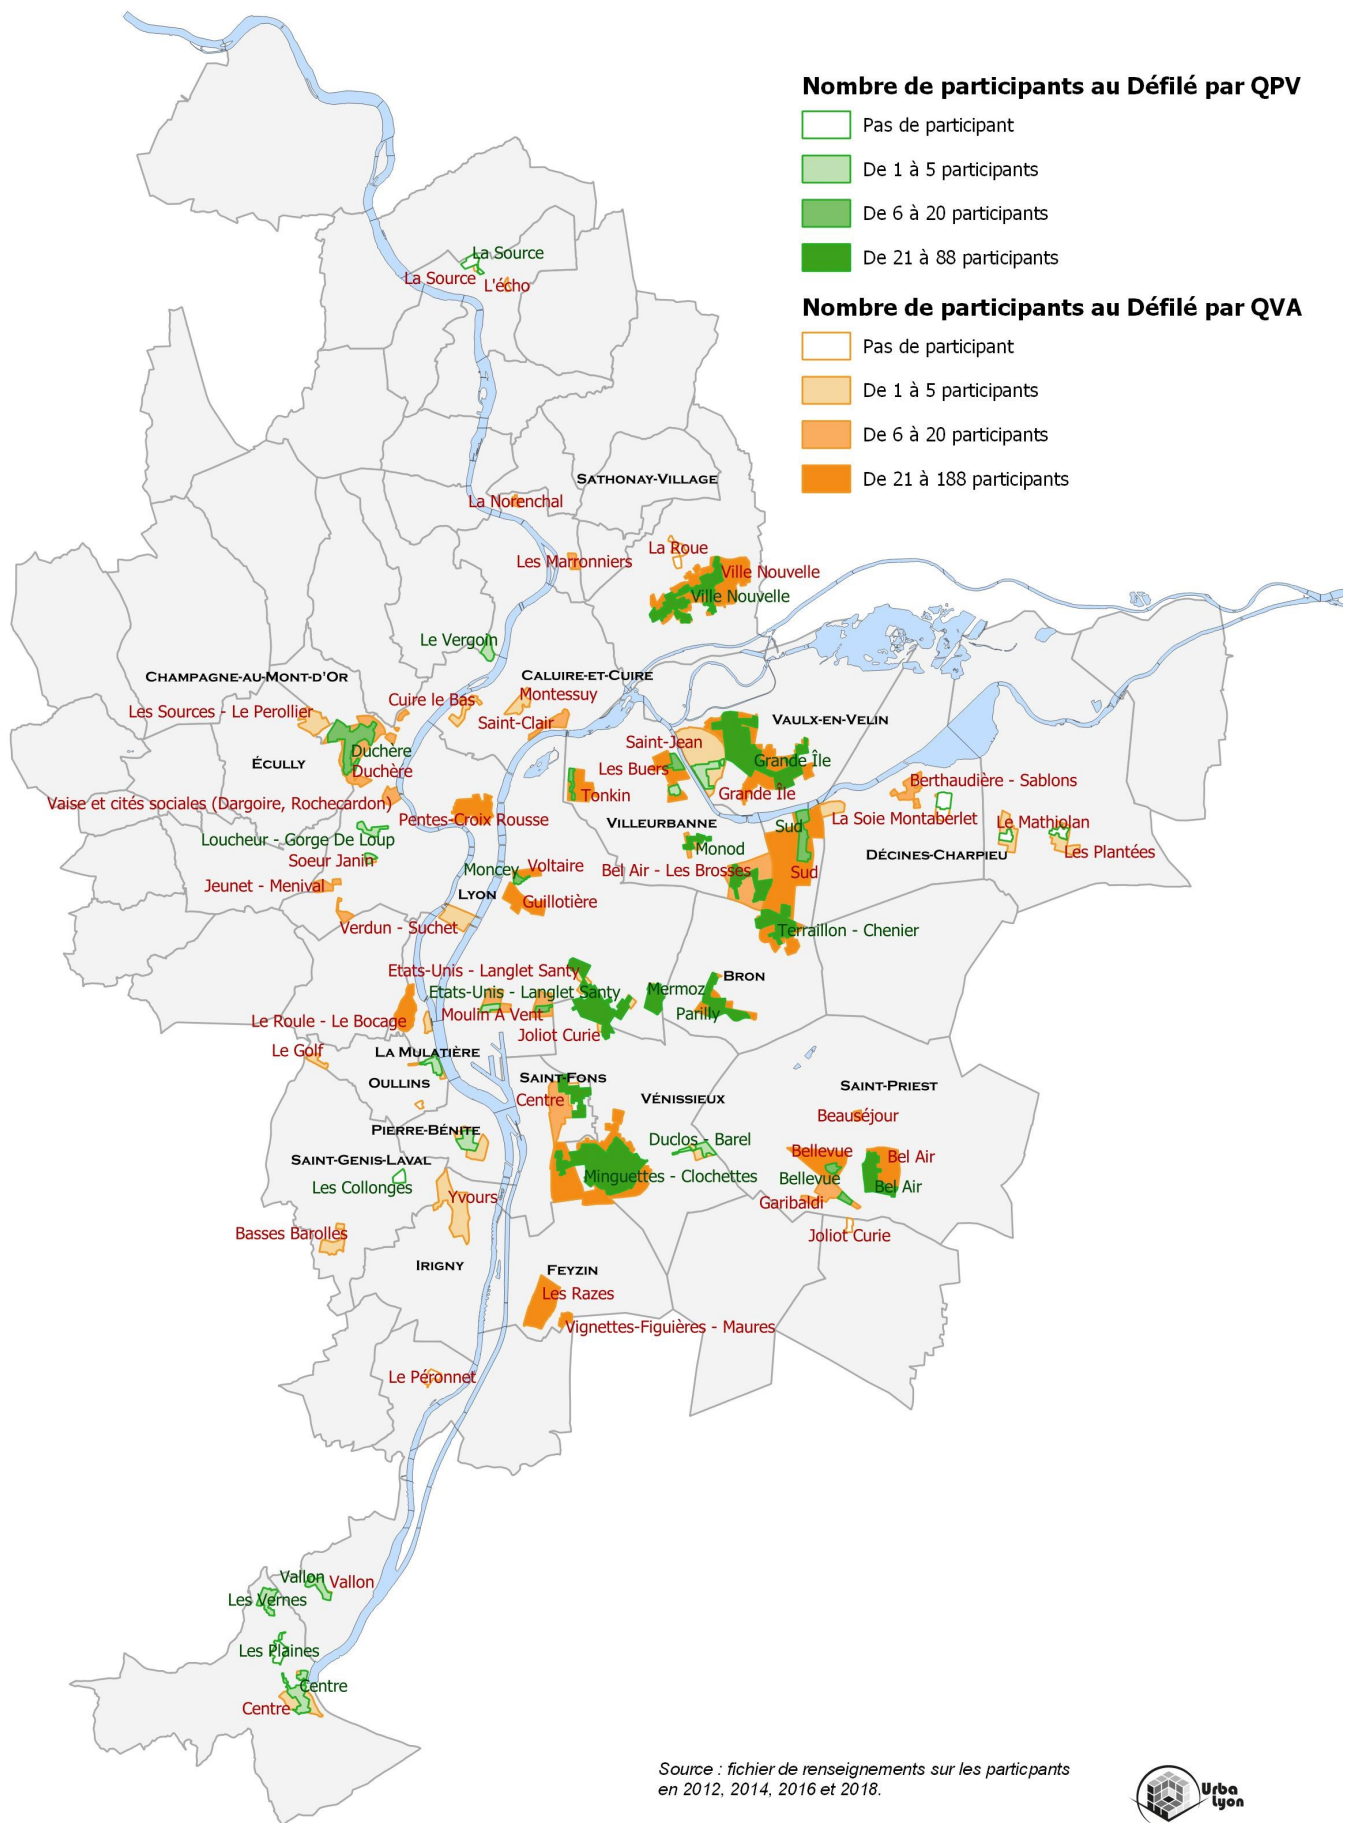 Nombre de participants au Défilé par QPV
Pas de participant
De 1 à 5 participants
De 6 à 20 participants
De 21 à 88 participants
Nombre de participants au Défilé par QVA
Pas de participant
De 1 à 5 participants
De 6 à 20 participants
De 21 à 188 participants
La Source
La Source
L'écho
SATHONAY-VILLAGE
La Norenchal
La Roue
Les Marronniers
Ville Nouvelle
Ville Nouvelle
Le Vergoin
CHAMPAGNE-AU-MONT-D'OR
CALUIRE-ET-CUIRE
Cuire le Bas
Montessuy
Les Sources - Le Perollier
Saint-Clair
VAULX-EN-VELIN
Saint-Jean
Duchère
ÉCULLY
Grande Île
Les Buers
Duchère
Berthaudière - Sablons
Grande Île
Tonkin
Vaise et cités sociales (Dargoire, Rochecardon)
Pentes-Croix Rousse
La Soie Montaberlet
VILLEURBANNE
Sud
Le Mathiolan
Loucheur - Gorge De Loup
Monod
Les Plantées
DÉCINES-CHARPIEU
Soeur Janin
Voltaire
Moncey
Bel Air - Les Brosses
Sud
Jeunet - Menival
LYON
Guillotière
Verdun - Suchet
Terraillon - Chenier
Etats-Unis - Langlet Santy
BRON
Etats-Unis - Langlet Santy
Mermoz
Moulin A Vent
Parilly
Le Roule - Le Bocage
Joliot Curie
Le Golf
LA MULATIÈRE
OULLINS
SAINT-FONS
SAINT-PRIEST
Centre
VÉNISSIEUX
Beauséjour
PIERRE-BÉNITE
Duclos - Barel
Bellevue
Bel Air
SAINT-GENIS-LAVAL
Minguettes - Clochettes
Bellevue
Les Collonges
Bel Air
Yvours
Garibaldi
Basses Barolles
Joliot Curie
IRIGNY
FEYZIN
Les Razes
Vignettes-Figuières - Maures
Le Péronnet
Vallon
Vallon
Les Vernes
Les Plaines
Centre
Centre
Source : fichier de renseignements sur les particpants
en 2012, 2014, 2016 et 2018.
Urba
Lyon